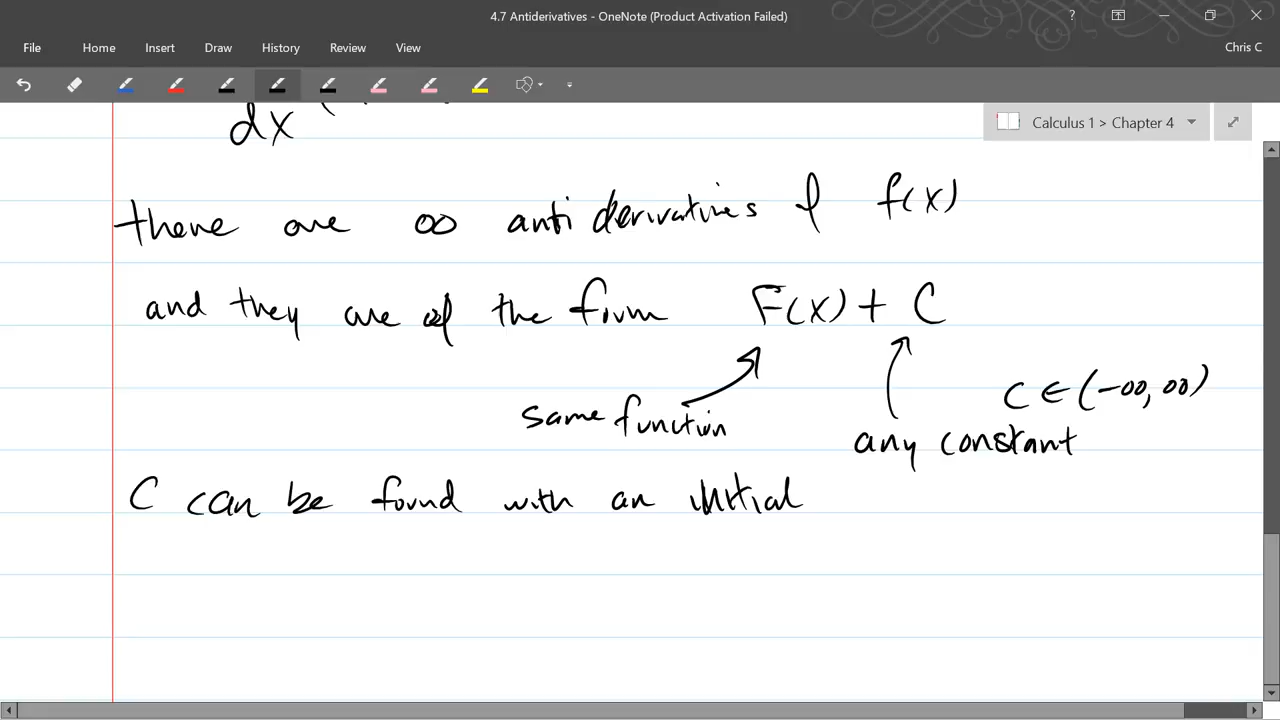 4.7 Antiderivatives - OneNote (Product Activation Failed)
File Home Insert Draw History Review View Chris C
Calculus 1 > Chapter 4
dx
there are ∞ anti derivatives of f(x)
and they are of the form F(x) + C
C ∈ (-∞, ∞)
same function
any constant
C can be found with an initial